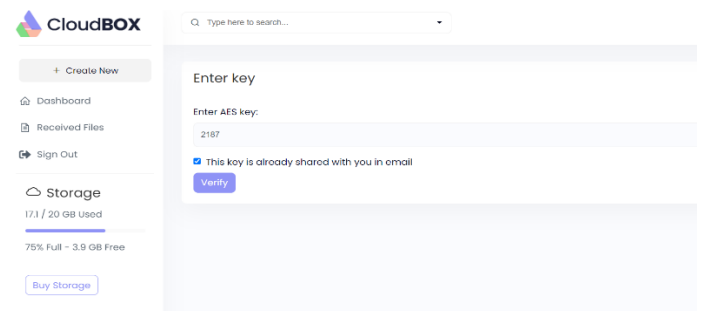 CloudBOX
Type here to search...
+ Create New
Dashboard
Received Files
Sign Out
Storage
17.1 / 20 GB Used
75% Full - 3.9 GB Free
Buy Storage
Enter key
Enter AES key:
2187
This key is already shared with you in email
Verify